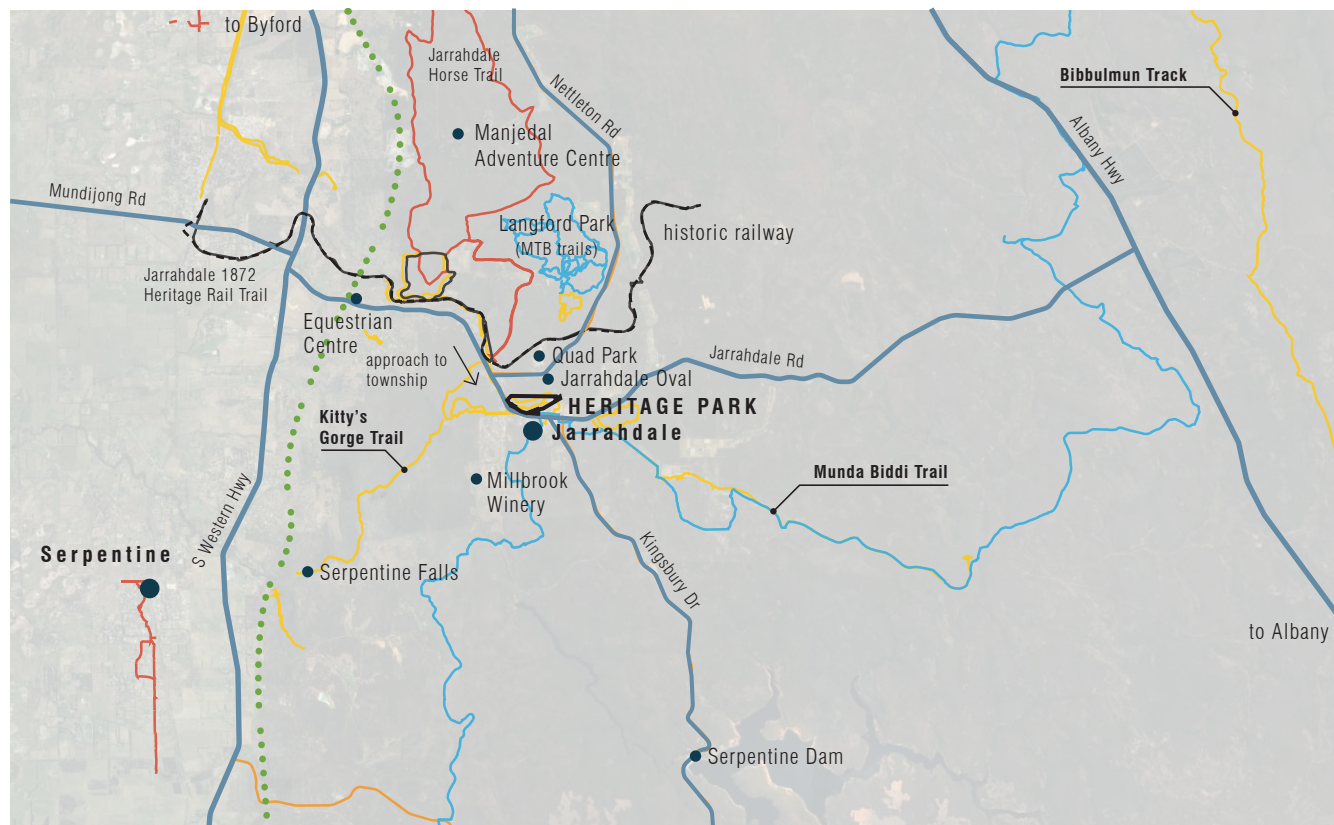 to Byford
Jarrahdale
Horse Trail
Nettleton Rd
Bibbulmun Track
Manjedal
Adventure Centre
Albany Hwy
Mundijong Rd
Langford Park
(MTB trails)
historic railway
Jarrahdale 1872
Heritage Rail Trail
Equestrian
Centre
approach to
township
Quad Park
Jarrahdale Rd
Jarrahdale Oval
HERITAGE PARK
Jarrahdale
Kitty's
Gorge Trail
Munda Biddi Trail
Millbrook
Winery
S Western Hwy
Serpentine
Serpentine Falls
Kingsbury Dr
to Albany
Serpentine Dam